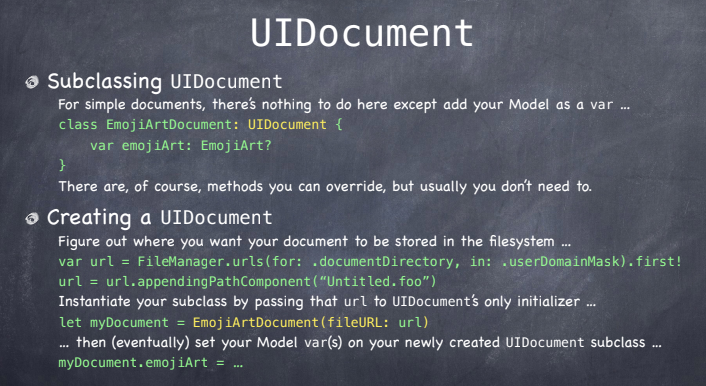 UIDocument
Subclassing UIDocument
For simple documents, there's nothing to do here except add your Model as a var ...
class EmojiArtDocument: UIDocument {
var emojiArt: EmojiArt?
}
There are, of course, methods you can override, but usually you don't need to.
Creating a UIDocument
Figure out where you want your document to be stored in the filesystem ...
var url = FileManager.urls(for: .documentDirectory, in: .userDomainMask).first!
url = url.appendingPathComponent(“Untitled.foo”)
Instantiate your subclass by passing that url to UIDocument's only initializer ...
let myDocument = EmojiArtDocument(fileURL: url)
... then (eventually) set your Model var(s) on your newly created UIDocument subclass ...
myDocument.emojiArt = …